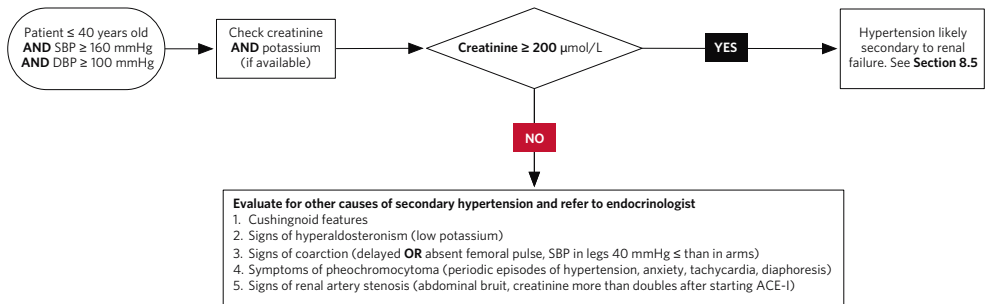 Patient ≤ 40 years old
AND SBP ≥ 160 mmHg
AND DBP ≥ 100 mmHg
Check creatinine
AND potassium
(if available)
Creatinine ≥ 200 µmol/L
YES
Hypertension likely
secondary to renal
failure. See Section 8.5
NO
Evaluate for other causes of secondary hypertension and refer to endocrinologist
1. Cushingnoid features
2. Signs of hyperaldosteronism (low potassium)
3. Signs of coarction (delayed OR absent femoral pulse, SBP in legs 40 mmHg ≤ than in arms)
4. Symptoms of pheochromcytoma (periodic episodes of hypertension, anxiety, tachycardia, diaphoresis)
5. Signs of renal artery stenosis (abdominal bruit, creatinine more than doubles after starting ACE-I)